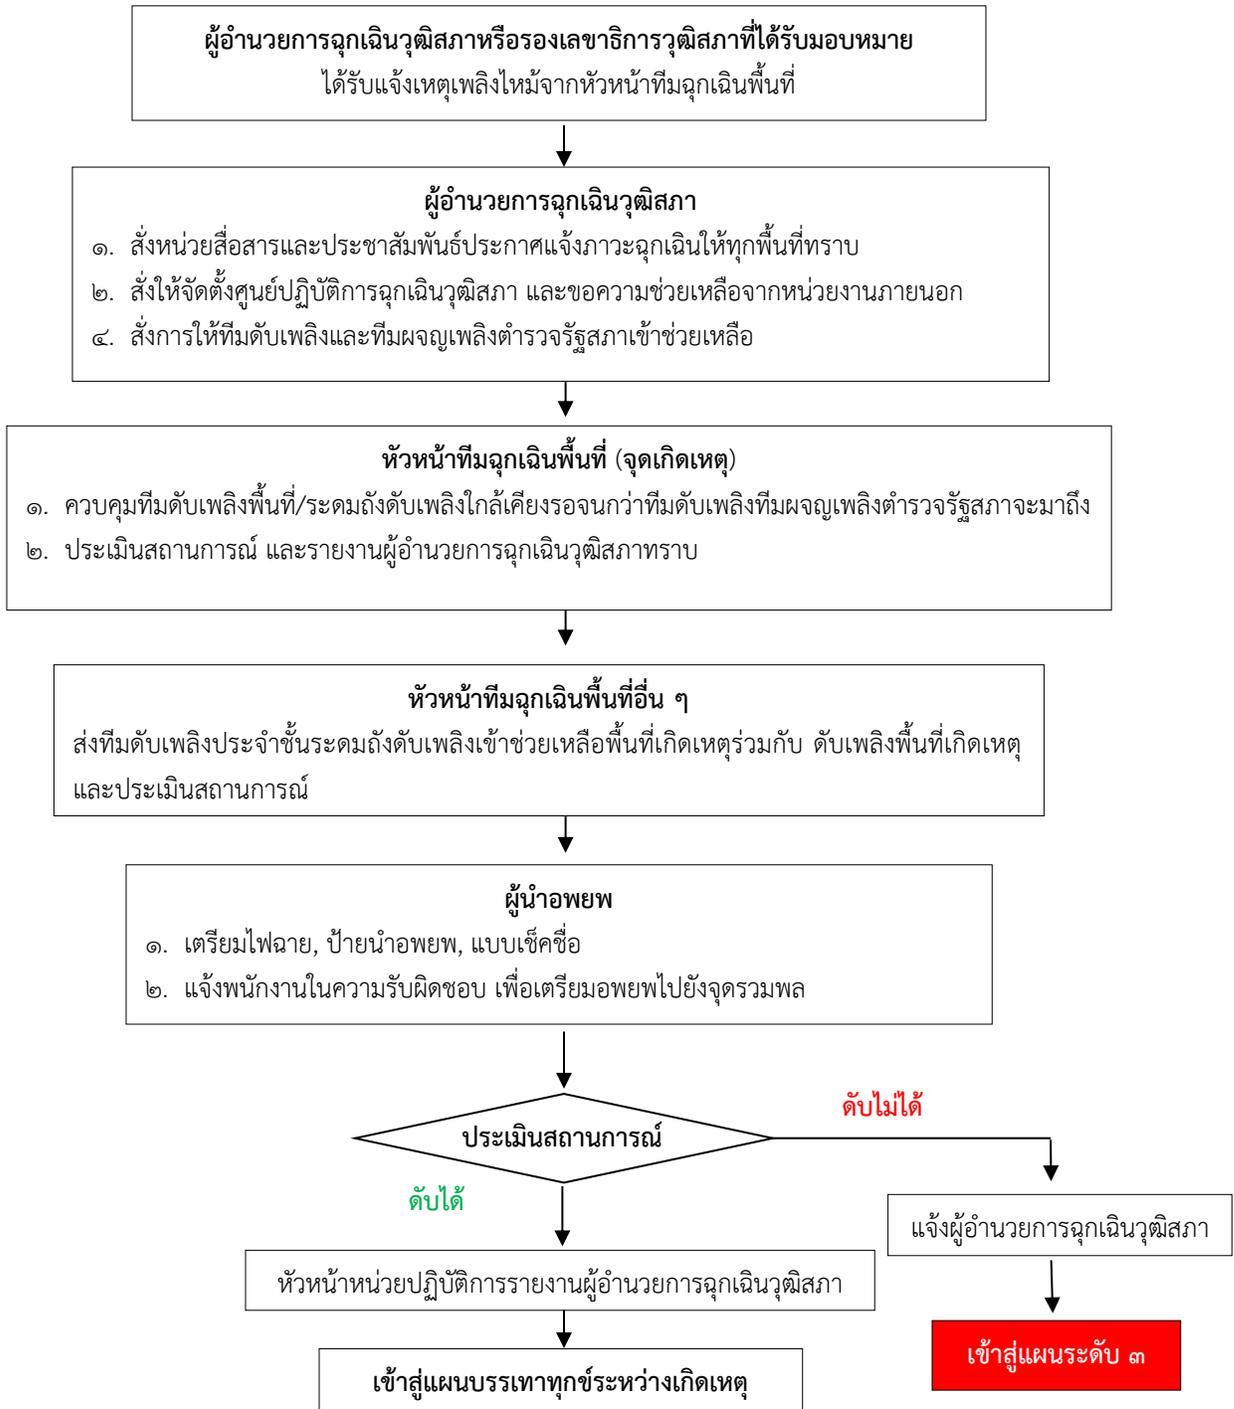 ผู้อำนวยการฉุกเฉินวุฒิสภาหรือรองเลขาธิการวุฒิสภาที่ได้รับมอบหมาย
ได้รับแจ้งเหตุเพลิงไหม้จากหัวหน้าทีมฉุกเฉินพื้นที่
ผู้อำนวยการฉุกเฉินวุฒิสภา
๑. สั่งหน่วยสื่อสารและประชาสัมพันธ์ประกาศแจ้งภาวะฉุกเฉินให้ทุกพื้นที่ทราบ
๒. สั่งให้จัดตั้งศูนย์ปฏิบัติการฉุกเฉินวุฒิสภา และขอความช่วยเหลือจากหน่วยงานภายนอก
๔. สั่งการให้ทีมดับเพลิงและทีมผจญเพลิงตำรวจรัฐสภาเข้าช่วยเหลือ
หัวหน้าทีมฉุกเฉินพื้นที่ (จุดเกิดเหตุ)
๑. ควบคุมทีมดับเพลิงพื้นที่/ระดมถังดับเพลิงใกล้เคียงรอจนกว่าทีมดับเพลิงทีมผจญเพลิงตำรวจรัฐสภาจะมาถึง
๒. ประเมินสถานการณ์ และรายงานผู้อำนวยการฉุกเฉินวุฒิสภาทราบ
หัวหน้าทีมฉุกเฉินพื้นที่อื่น ๆ
ส่งทีมดับเพลิงประจำชั้นระดมถังดับเพลิงเข้าช่วยเหลือพื้นที่เกิดเหตุร่วมกับ ดับเพลิงพื้นที่เกิดเหตุ
และประเมินสถานการณ์
ผู้นำอพยพ
๑. เตรียมไฟฉาย, ป้ายนำอพยพ, แบบเช็คชื่อ
๒. แจ้งพนักงานในความรับผิดชอบ เพื่อเตรียมอพยพไปยังจุดรวมพล
ดับไม่ได้
ประเมินสถานการณ์
ดับได้
แจ้งผู้อำนวยการฉุกเฉินวุฒิสภา
หัวหน้าหน่วยปฏิบัติการรายงานผู้อำนวยการฉุกเฉินวุฒิสภา
เข้าสู่แผนระดับ ๓
เข้าสู่แผนบรรเทาทุกข์ระหว่างเกิดเหตุ